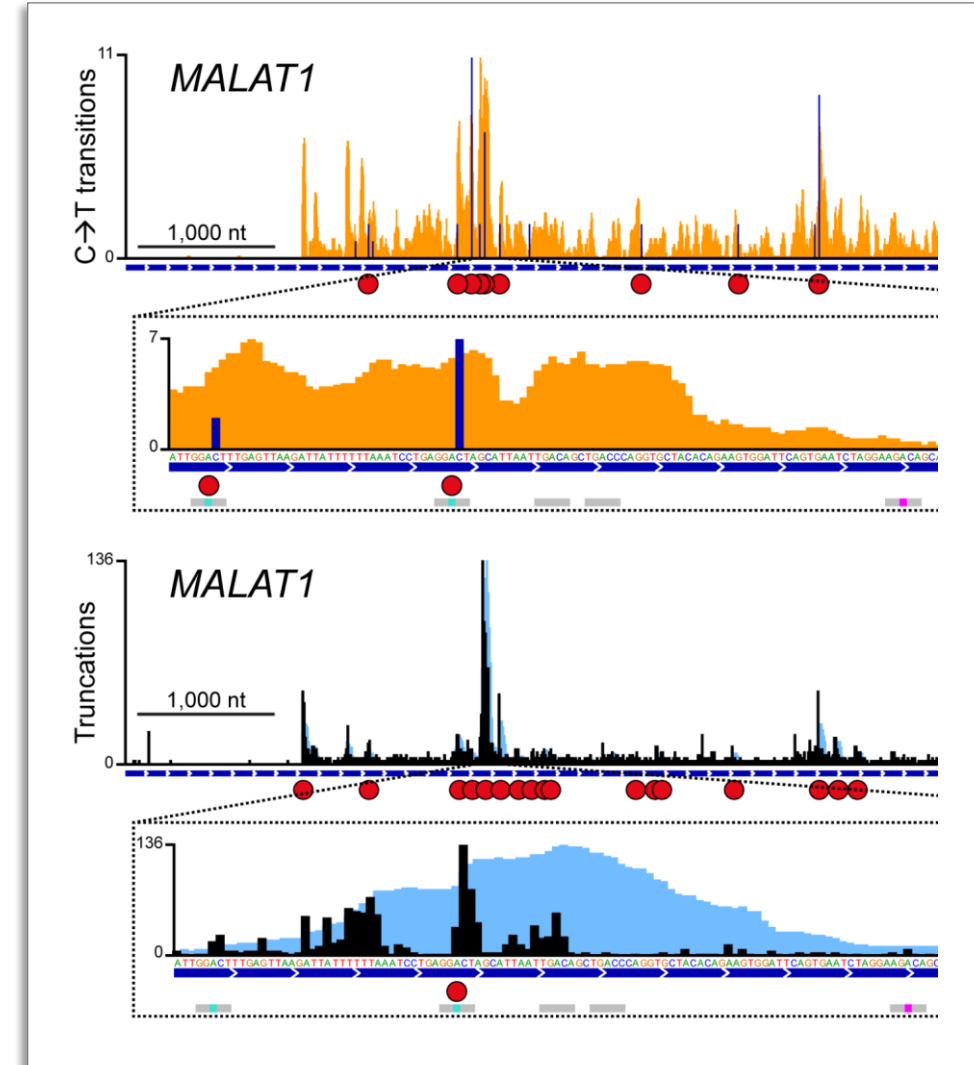 11
MALAT1
C→T transitions
1,000 nt
0
7
0
ATTGGACTTTGAGTTAAGATTATTTTTTAAATCCTGAGGACTAGCATTAATTGACAGCTGACCCAGGTGCTACACAGAAGTGGATTCAGTGAATCTAGGAAGACAGCA
136
MALAT1
Truncations
1,000 nt
0
136
0
ATTGGACTTTGAGTTAAGATTATTTTTTAAATCCTGAGGACTAGCATTAATTGACAGCTGACCCAGGTGCTACACAGAAGTGGATTCAGTGAATCTAGGAAGACAGC